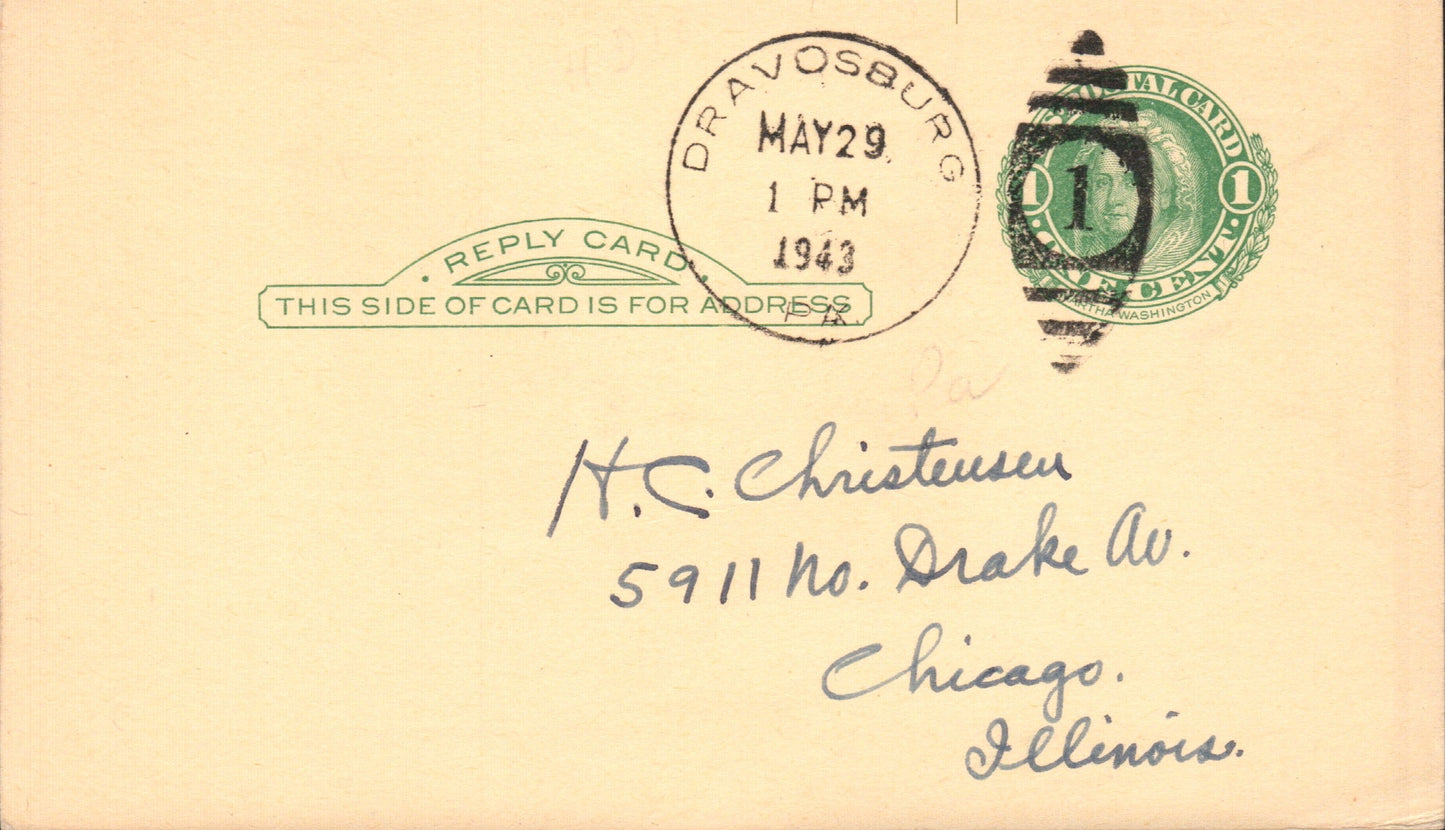 DRAVOSBURG
MAY 29
1 PM
1943
PA.
POSTAL CARD
1 1
1
ONE CENT
MARTHA WASHINGTON
REPLY CARD
THIS SIDE OF CARD IS FOR ADDRESS
Pa
H. C. Christensen
5911 No. Drake Av.
Chicago.
Illinois.